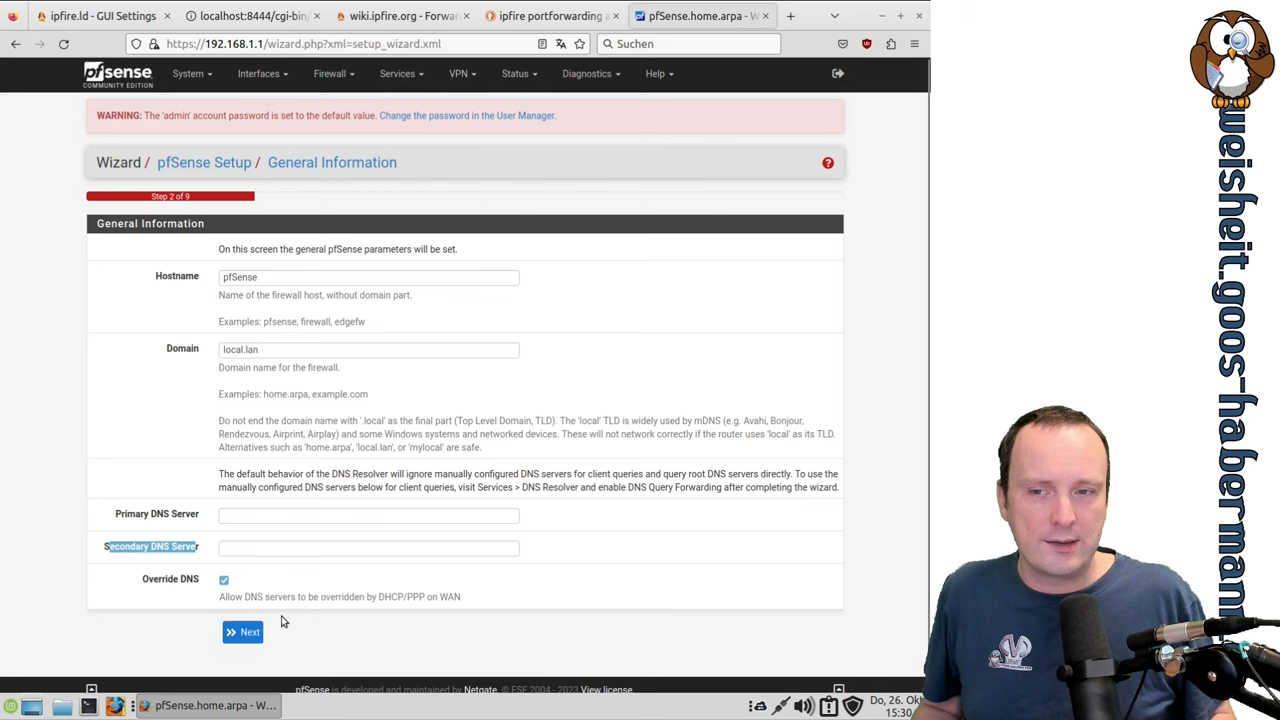 ipfire.ld - GUI Settings
localhost:8444/cgi-bin/
wiki.ipfire.org - Forwar
ipfire portforwarding a
pfSense.home.arpa - W
https://192.168.1.1/wizard.php?xml=setup_wizard.xml
Suchen
pfsense
COMMUNITY EDITION
System
Interfaces
Firewall
Services
VPN
Status
Diagnostics
Help
WARNING: The 'admin' account password is set to the default value. Change the password in the User Manager.
Wizard / pfSense Setup / General Information
Step 2 of 9
General Information
On this screen the general pfSense parameters will be set.
Hostname
pfSense
Name of the firewall host, without domain part.
Examples: pfsense, firewall, edgefw
Domain
local.lan
Domain name for the firewall.
Examples: home.arpa, example.com
Do not end the domain name with '.local' as the final part (Top Level Domain, TLD). The 'local' TLD is widely used by mDNS (e.g. Avahi, Bonjour,
Rendezvous, Airprint, Airplay) and some Windows systems and networked devices. These will not network correctly if the router uses 'local' as its TLD.
Alternatives such as 'home.arpa', 'local.lan', or 'mylocal' are safe.
The default behavior of the DNS Resolver will ignore manually configured DNS servers for client queries and query root DNS servers directly. To use the
manually configured DNS servers below for client queries, visit Services > DNS Resolver and enable DNS Query Forwarding after completing the wizard.
Primary DNS Server
Secondary DNS Server
Override DNS
Allow DNS servers to be overridden by DHCP/PPP on WAN
Next
pfSense is developed and maintained by Netgate. © ESF 2004 - 2023 View license.
pfSense.home.arpa - W...
Do, 26. Ok
15:30
weisheit.goos-habermann